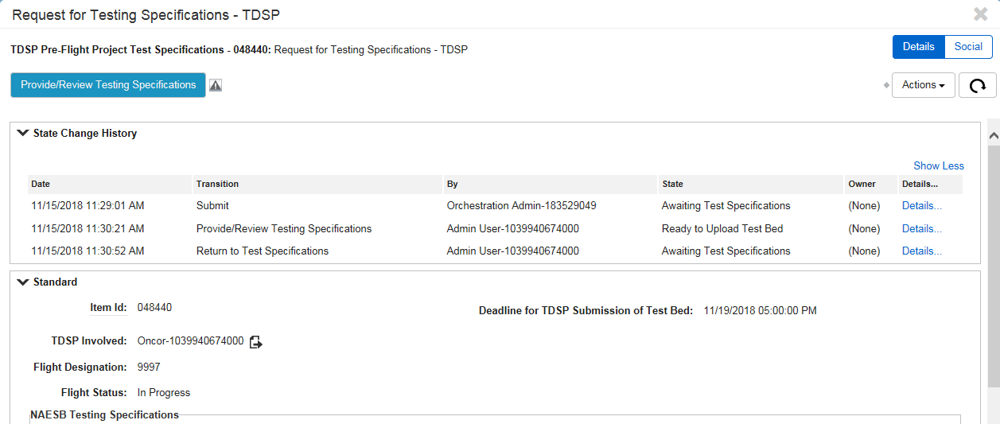 Request for Testing Specifications - TDSP
TDSP Pre-Flight Project Test Specifications - 048440: Request for Testing Specifications - TDSP
Details Social
Provide/Review Testing Specifications
Actions
State Change History
Show Less
Date Transition By State Owner Details...
11/15/2018 11:29:01 AM Submit Orchestration Admin-183529049 Awaiting Test Specifications (None) Details...
11/15/2018 11:30:21 AM Provide/Review Testing Specifications Admin User-1039940674000 Ready to Upload Test Bed (None) Details...
11/15/2018 11:30:52 AM Return to Test Specifications Admin User-1039940674000 Awaiting Test Specifications (None) Details...
Standard
Item Id: 048440 Deadline for TDSP Submission of Test Bed: 11/19/2018 05:00:00 PM
TDSP Involved: Oncor-1039940674000
Flight Designation: 9997
Flight Status: In Progress
NAESB Testing Specifications